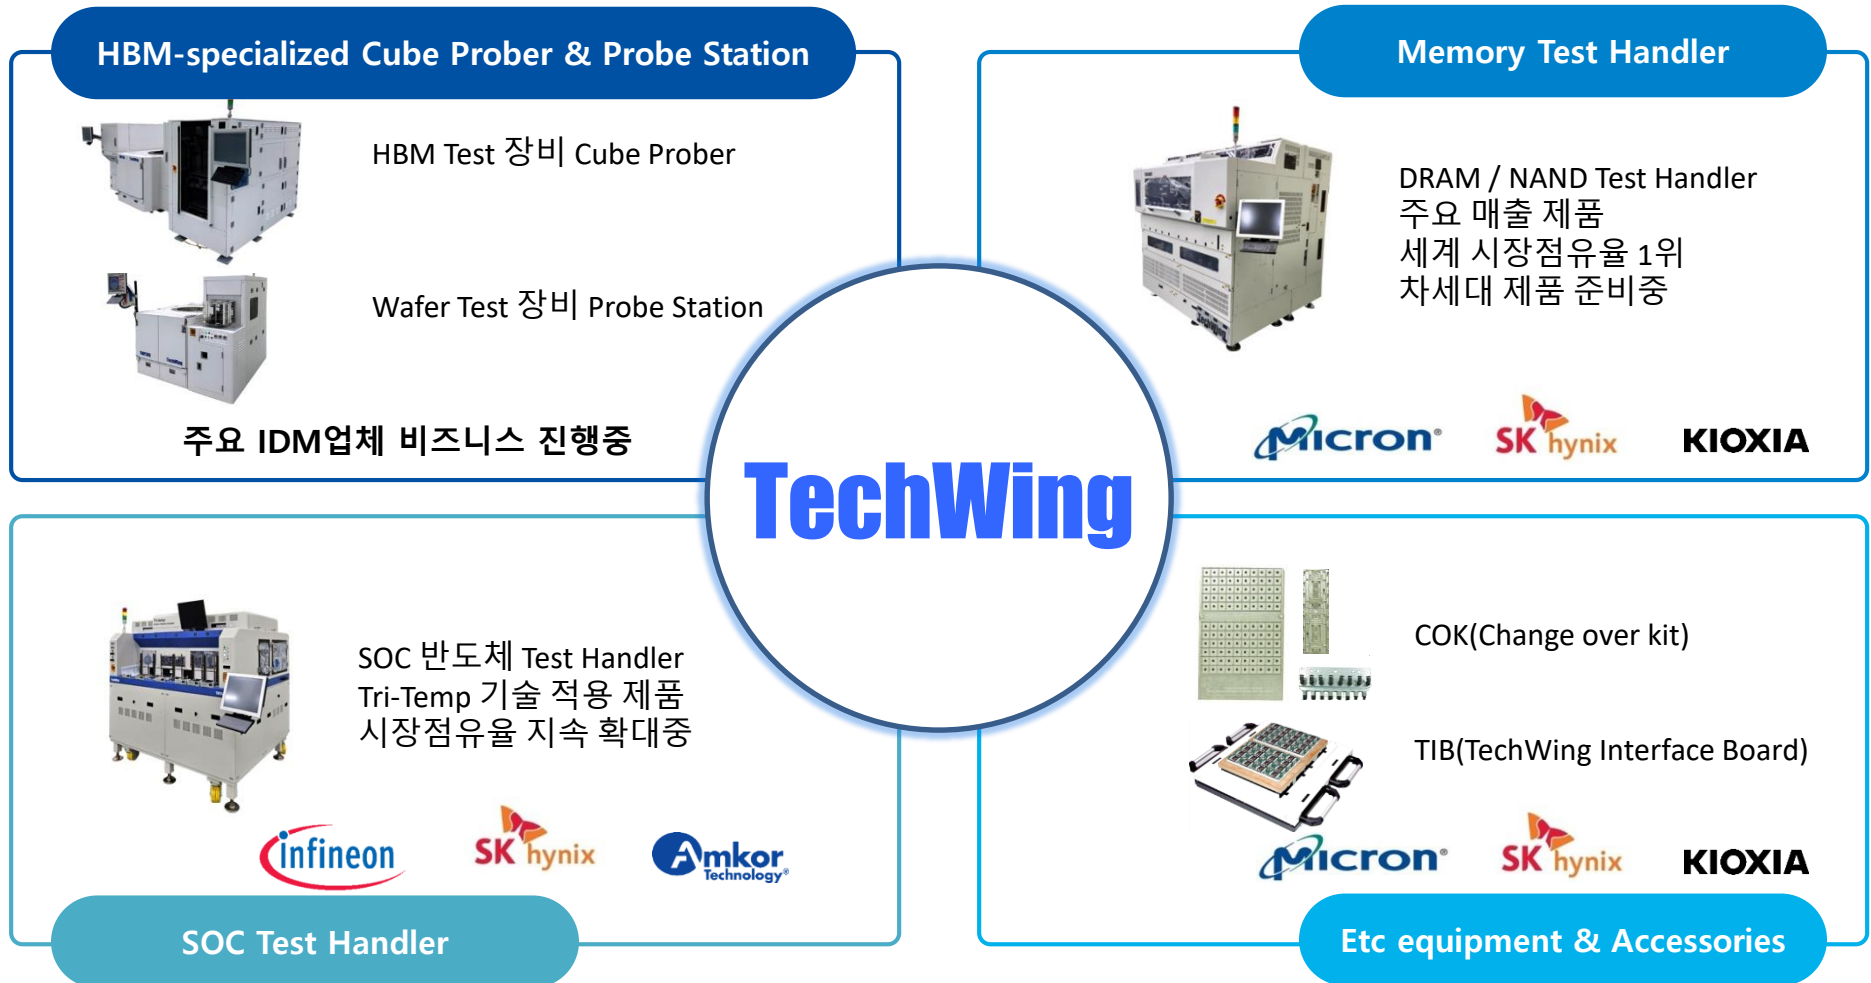 HBM-specialized Cube Prober & Probe Station
HBM Test 장비 Cube Prober
Wafer Test 장비 Probe Station
주요 IDM업체 비즈니스 진행중
Memory Test Handler
DRAM / NAND Test Handler
주요 매출 제품
세계 시장점유율 1위
차세대 제품 준비중
Micron®
SK hynix
KIOXIA
TechWing
SOC 반도체 Test Handler
Tri-Temp 기술 적용 제품
시장점유율 지속 확대중
infineon
SK hynix
Amkor
Technology®
SOC Test Handler
COK(Change over kit)
TIB(TechWing Interface Board)
Micron®
SK hynix
KIOXIA
Etc equipment & Accessories